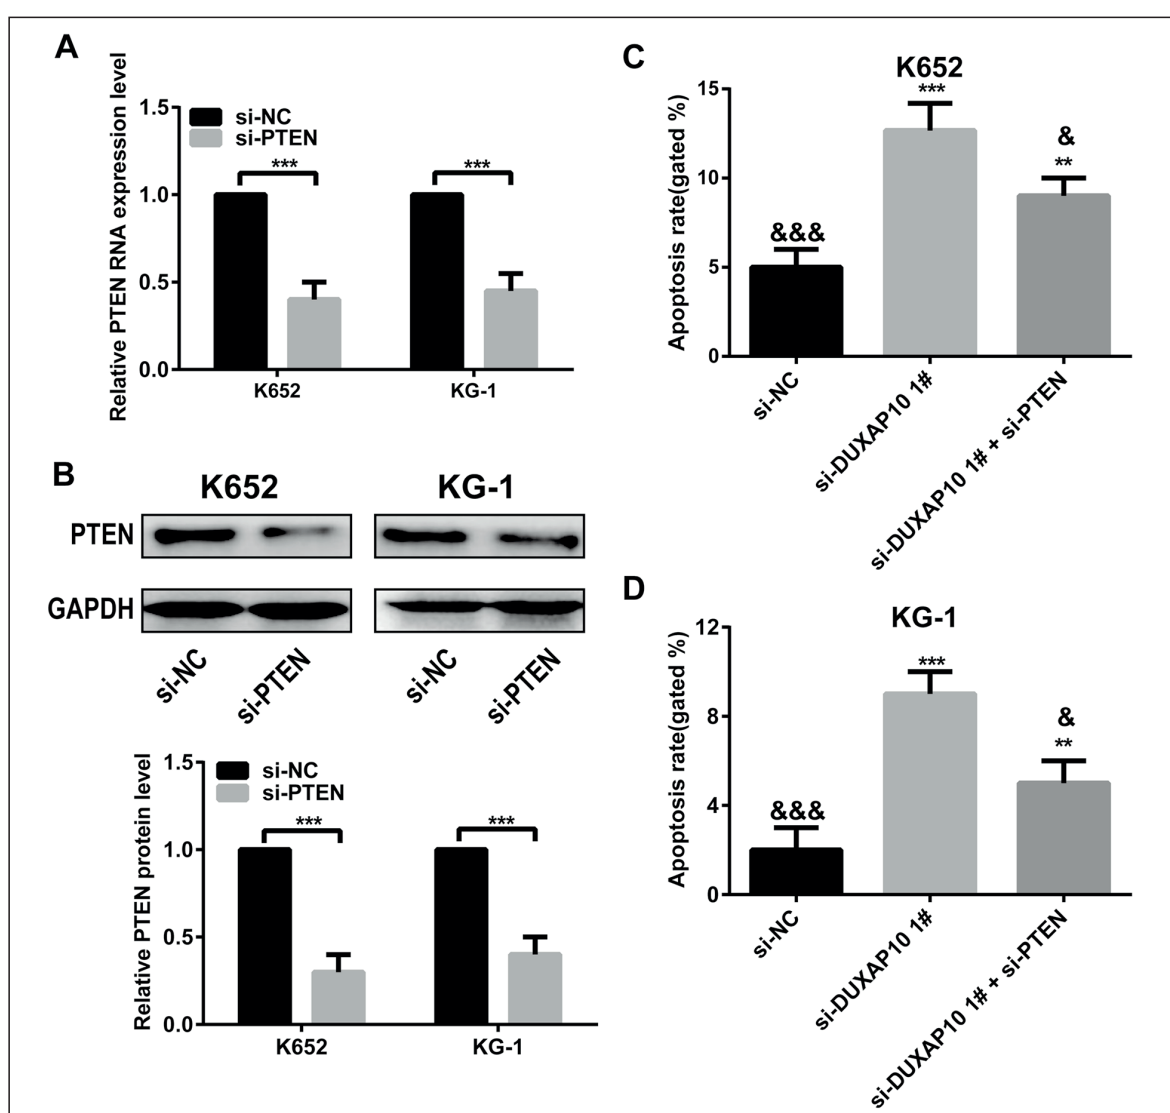 A
Relative PTEN RNA expression level
1.5
1.0
0.5
0.0
si-NC
si-PTEN
***
***
K652
KG-1
B
K652
KG-1
PTEN
GAPDH
si-NC
si-PTEN
si-NC
si-PTEN
Relative PTEN protein level
1.5
1.0
0.5
0.0
si-NC
si-PTEN
***
***
K652
KG-1
C
K652
Apoptosis rate(gated %)
15
10
5
0
&&&
***
&
**
si-NC
si-DUXAP10 1#
si-DUXAP10 1# + si-PTEN
D
KG-1
Apoptosis rate(gated %)
12
8
4
0
&&&
***
&
**
si-NC
si-DUXAP10 1#
si-DUXAP10 1# + si-PTEN